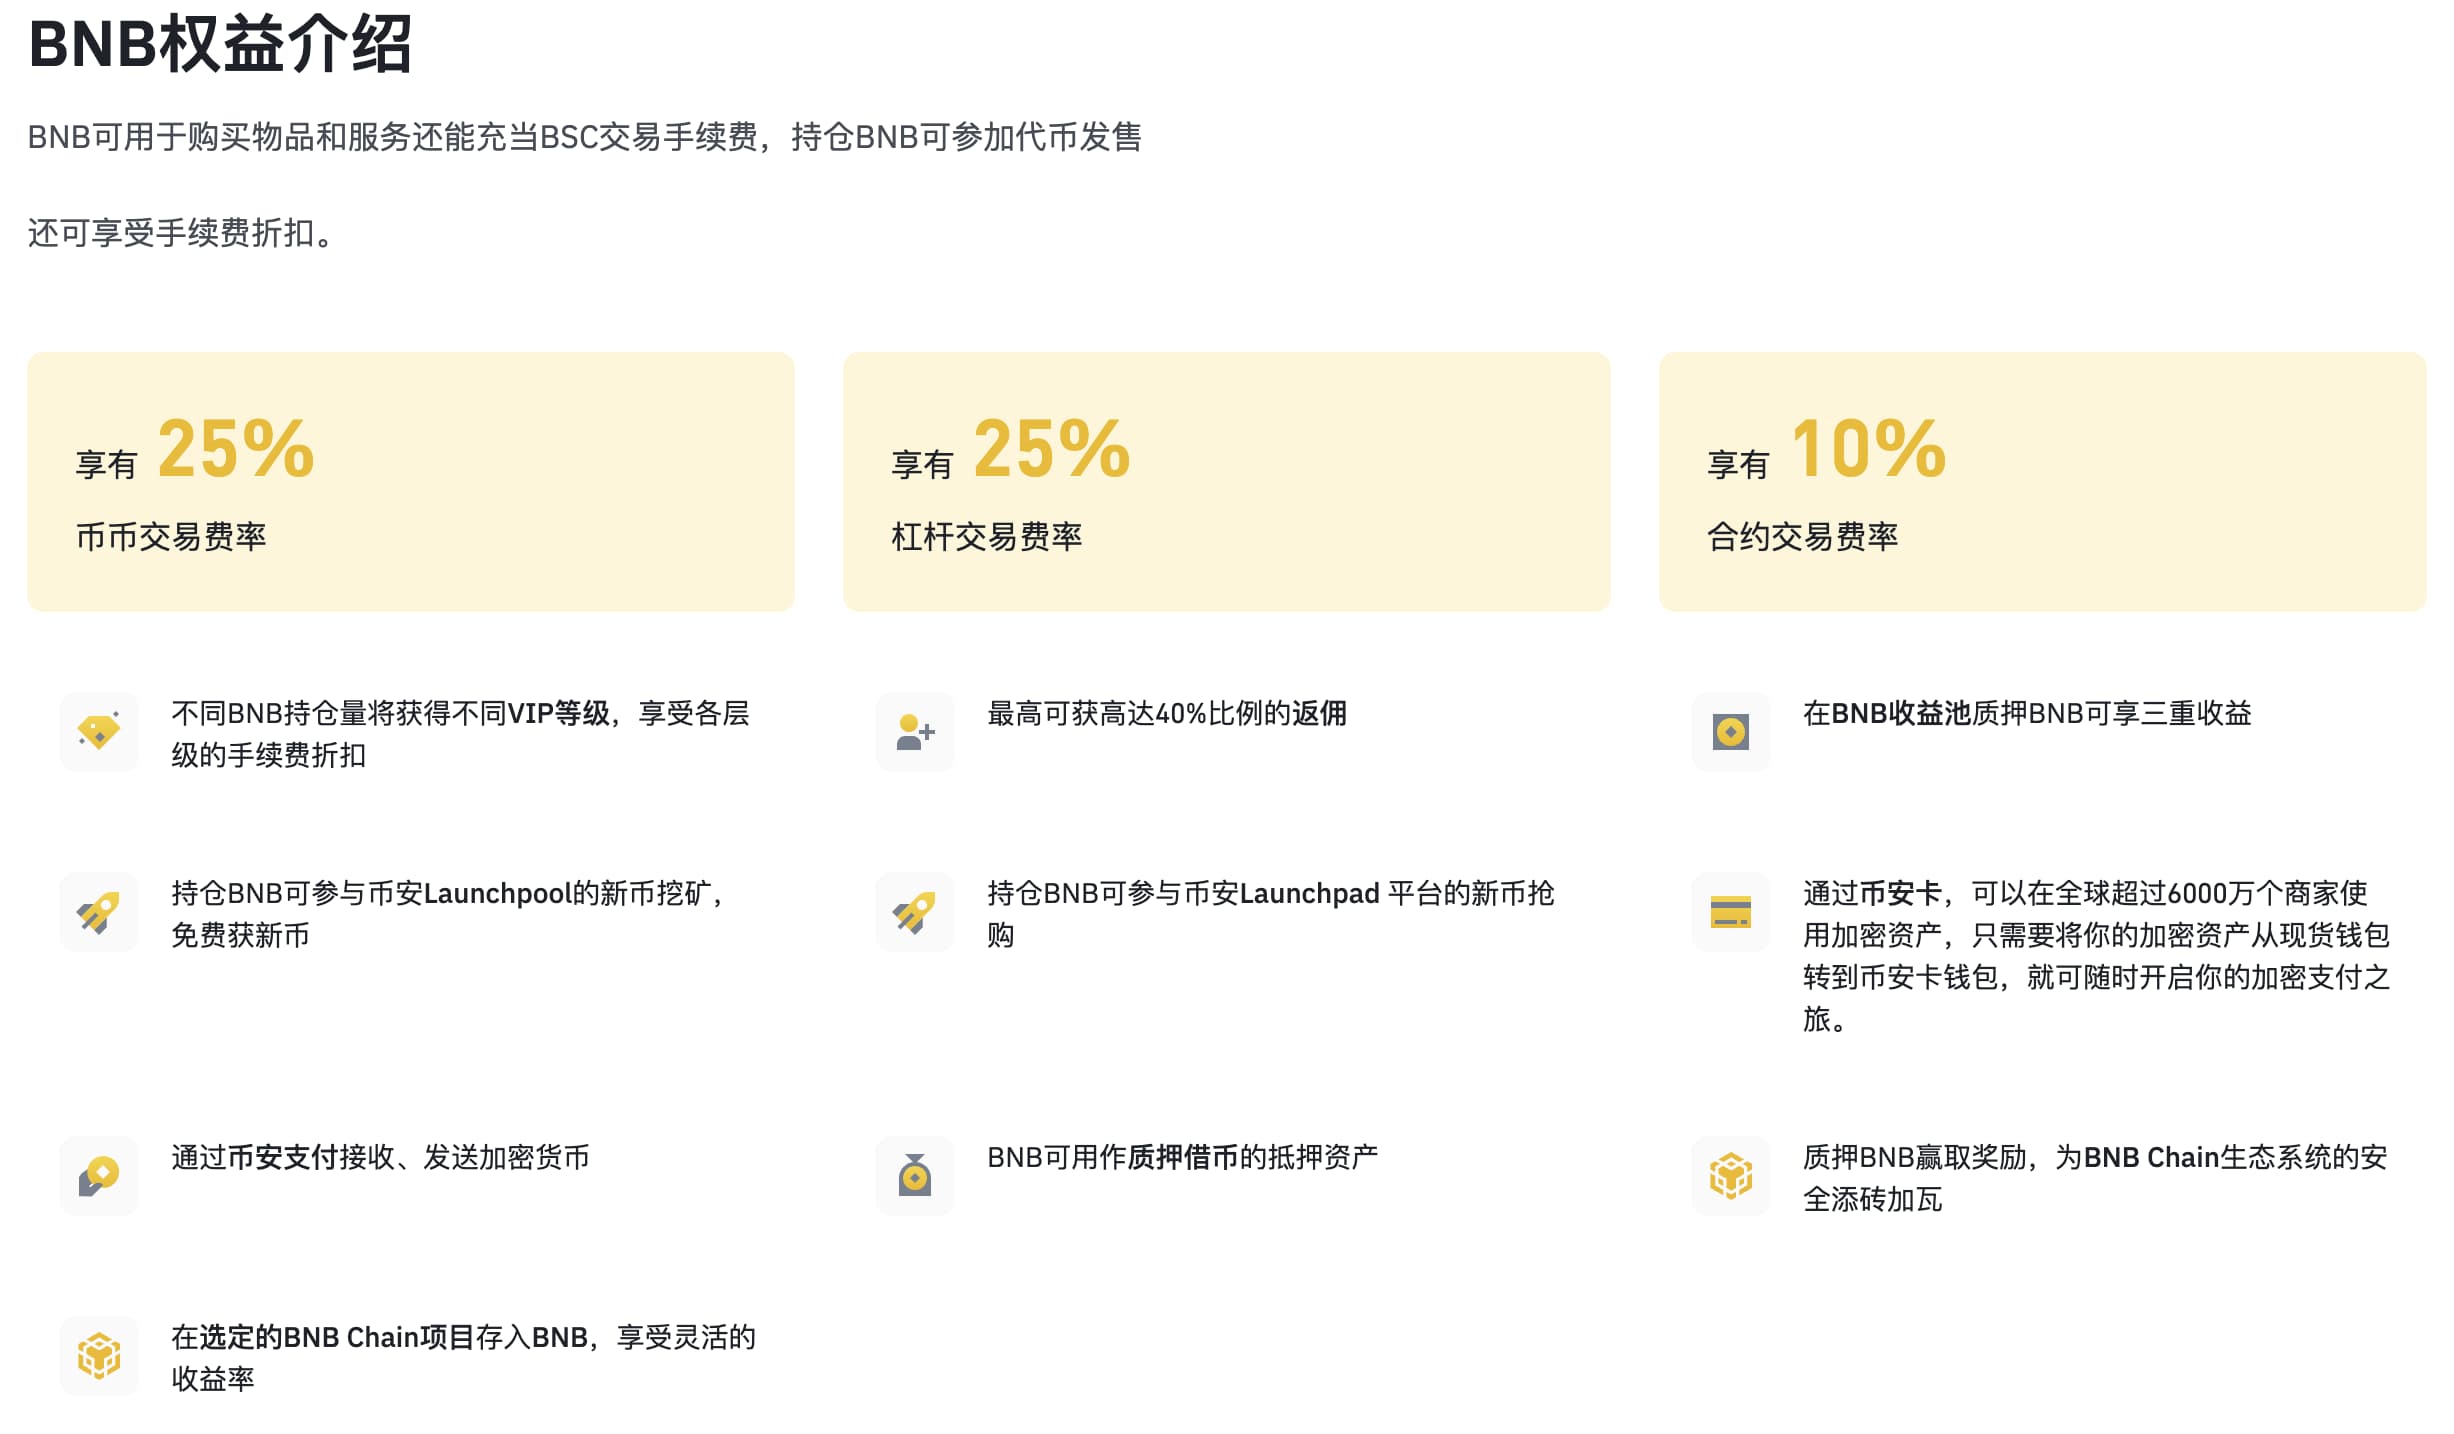 BNB权益介绍
BNB可用于购买物品和服务还能充当BSC交易手续费，持仓BNB可参加代币发售
还可享受手续费折扣。
享有 25%
币币交易费率
享有 25%
杠杆交易费率
享有 10%
合约交易费率
不同BNB持仓量将获得不同VIP等级，享受各层
级的手续费折扣
最高可获高达40%比例的返佣
在BNB收益池质押BNB可享三重收益
持仓BNB可参与币安Launchpool的新币挖矿，
免费获新币
持仓BNB可参与币安Launchpad 平台的新币抢
购
通过币安卡，可以在全球超过6000万个商家使
用加密资产，只需要将你的加密资产从现货钱包
转到币安卡钱包，就可随时开启你的加密支付之
旅。
通过币安支付接收、发送加密货币
BNB可用作质押借币的抵押资产
质押BNB赢取奖励，为BNB Chain生态系统的安
全添砖加瓦
在选定的BNB Chain项目存入BNB，享受灵活的
收益率